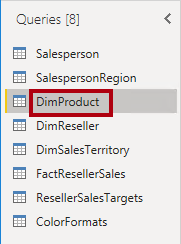 Queries [8]
Salesperson
SalespersonRegion
DimProduct
DimReseller
DimSalesTerritory
FactResellerSales
ResellerSalesTargets
ColorFormats